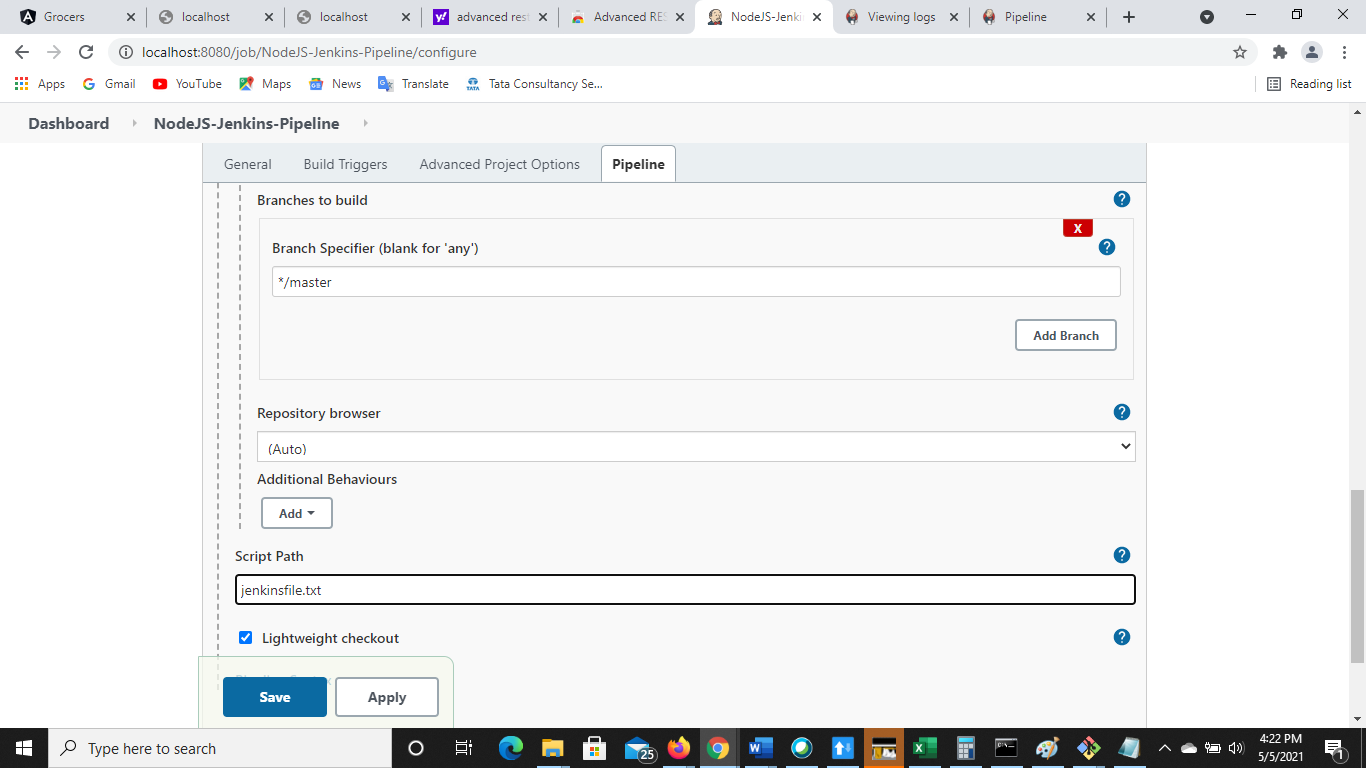 Grocers
localhost
localhost
advanced rest
Advanced RES
NodeJS-Jenki
Viewing logs
Pipeline
localhost:8080/job/NodeJS-Jenkins-Pipeline/configure
Apps
Gmail
YouTube
Maps
News
Translate
TATA
Tata Consultancy Se...
Reading list
Dashboard
NodeJS-Jenkins-Pipeline
General
Build Triggers
Advanced Project Options
Pipeline
Branches to build
?
X
Branch Specifier (blank for 'any')
?
*/master
Add Branch
Repository browser
?
(Auto)
Additional Behaviours
Add
Script Path
?
jenkinsfile.txt
Lightweight checkout
?
Save
Apply
Type here to search
25
4:22 PM
5/5/2021
1